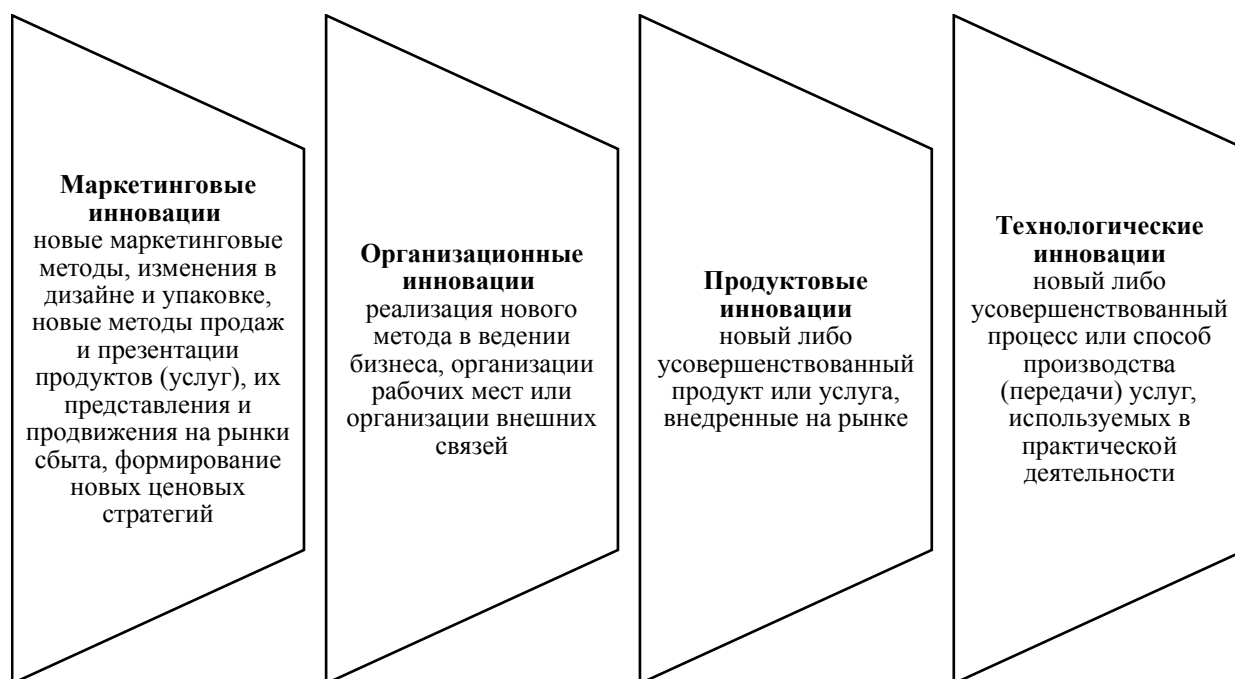 Маркетинговые
инновации
новые маркетинговые
методы, изменения в
дизайне и упаковке,
новые методы продаж
и презентации
продуктов (услуг), их
представления и
продвижения на рынки
сбыта, формирование
новых ценовых
стратегий
Организационные
инновации
реализация нового
метода в ведении
бизнеса, организации
рабочих мест или
организации внешних
связей
Продуктовые
инновации
новый либо
усовершенствованный
продукт или услуга,
внедренные на рынке
Технологические
инновации
новый либо
усовершенствованный
процесс или способ
производства
(передачи) услуг,
используемых в
практической
деятельности